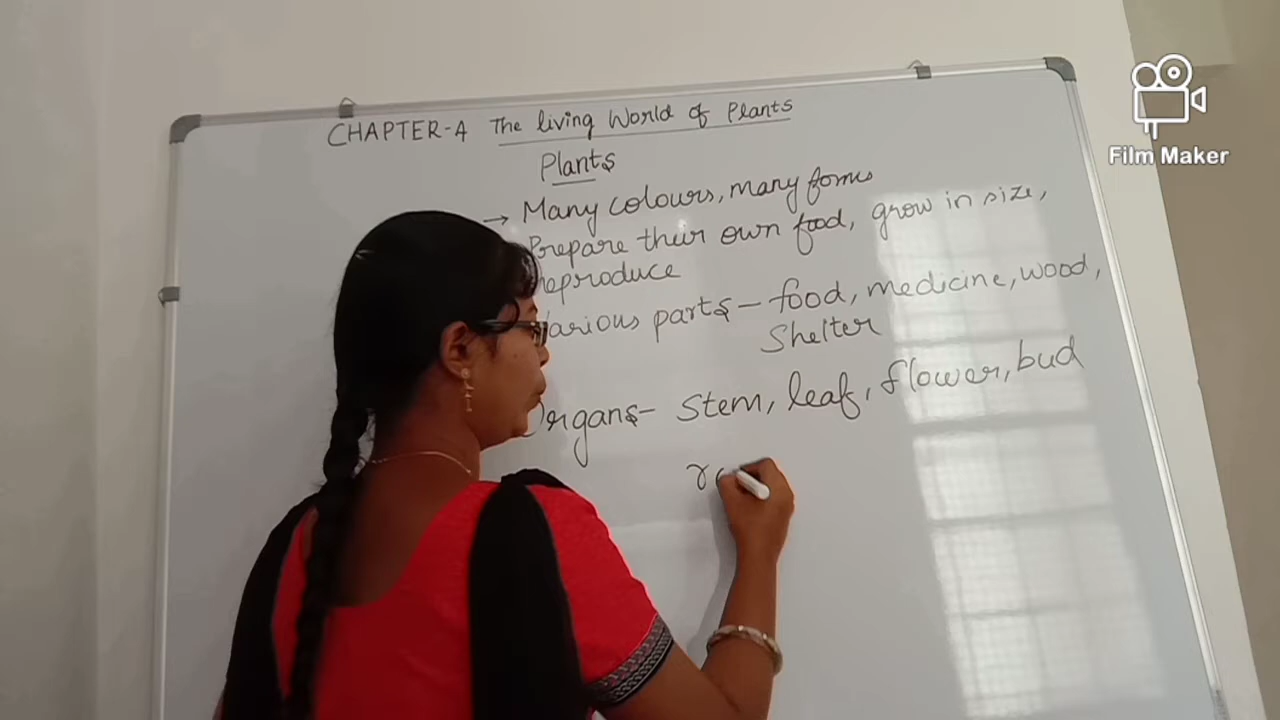 CHAPTER-4 The living World of Plants
Plants
→ Many colours, many forms
Prepare their own food, grow in size,
reproduce
Various parts – food, medicine, wood,
Shelter
Organs- Stem, leaf, flower, bud
Film Maker